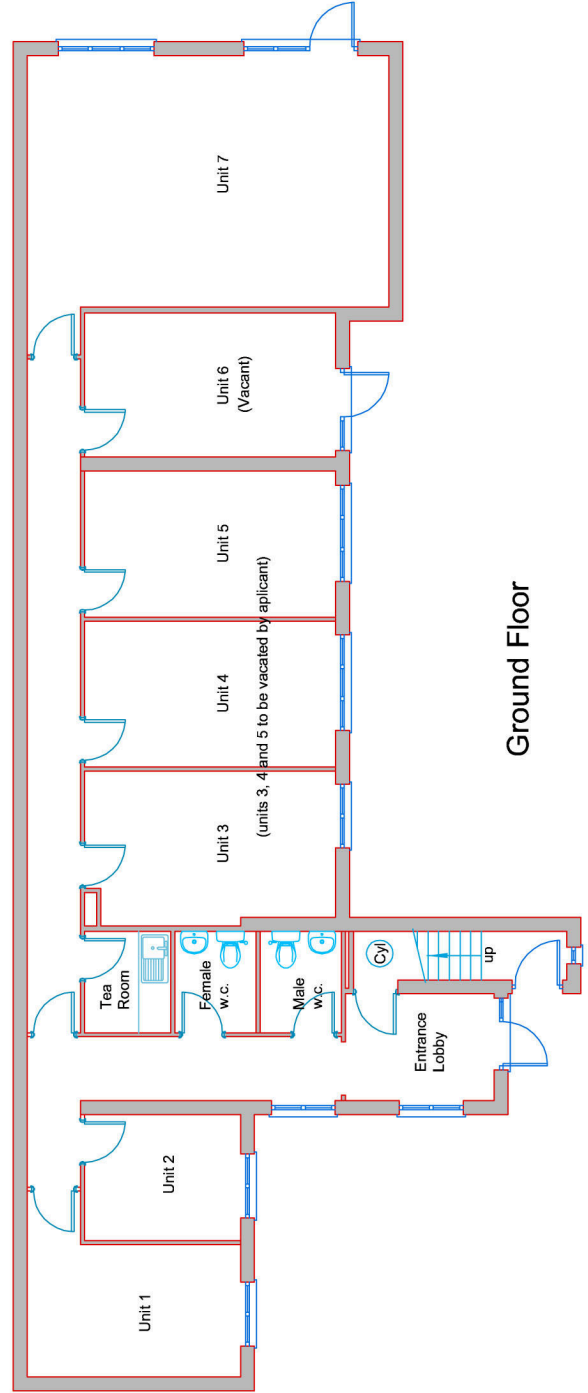 Unit 1
Unit 2
Tea
Room
Female
w.c.
Male
w.c.
Entrance
Lobby
Cyl
up
Unit 3
Unit 4
Unit 5
(units 3, 4 and 5 to be vacated by aplicant)
Unit 6
(Vacant)
Unit 7
Ground Floor